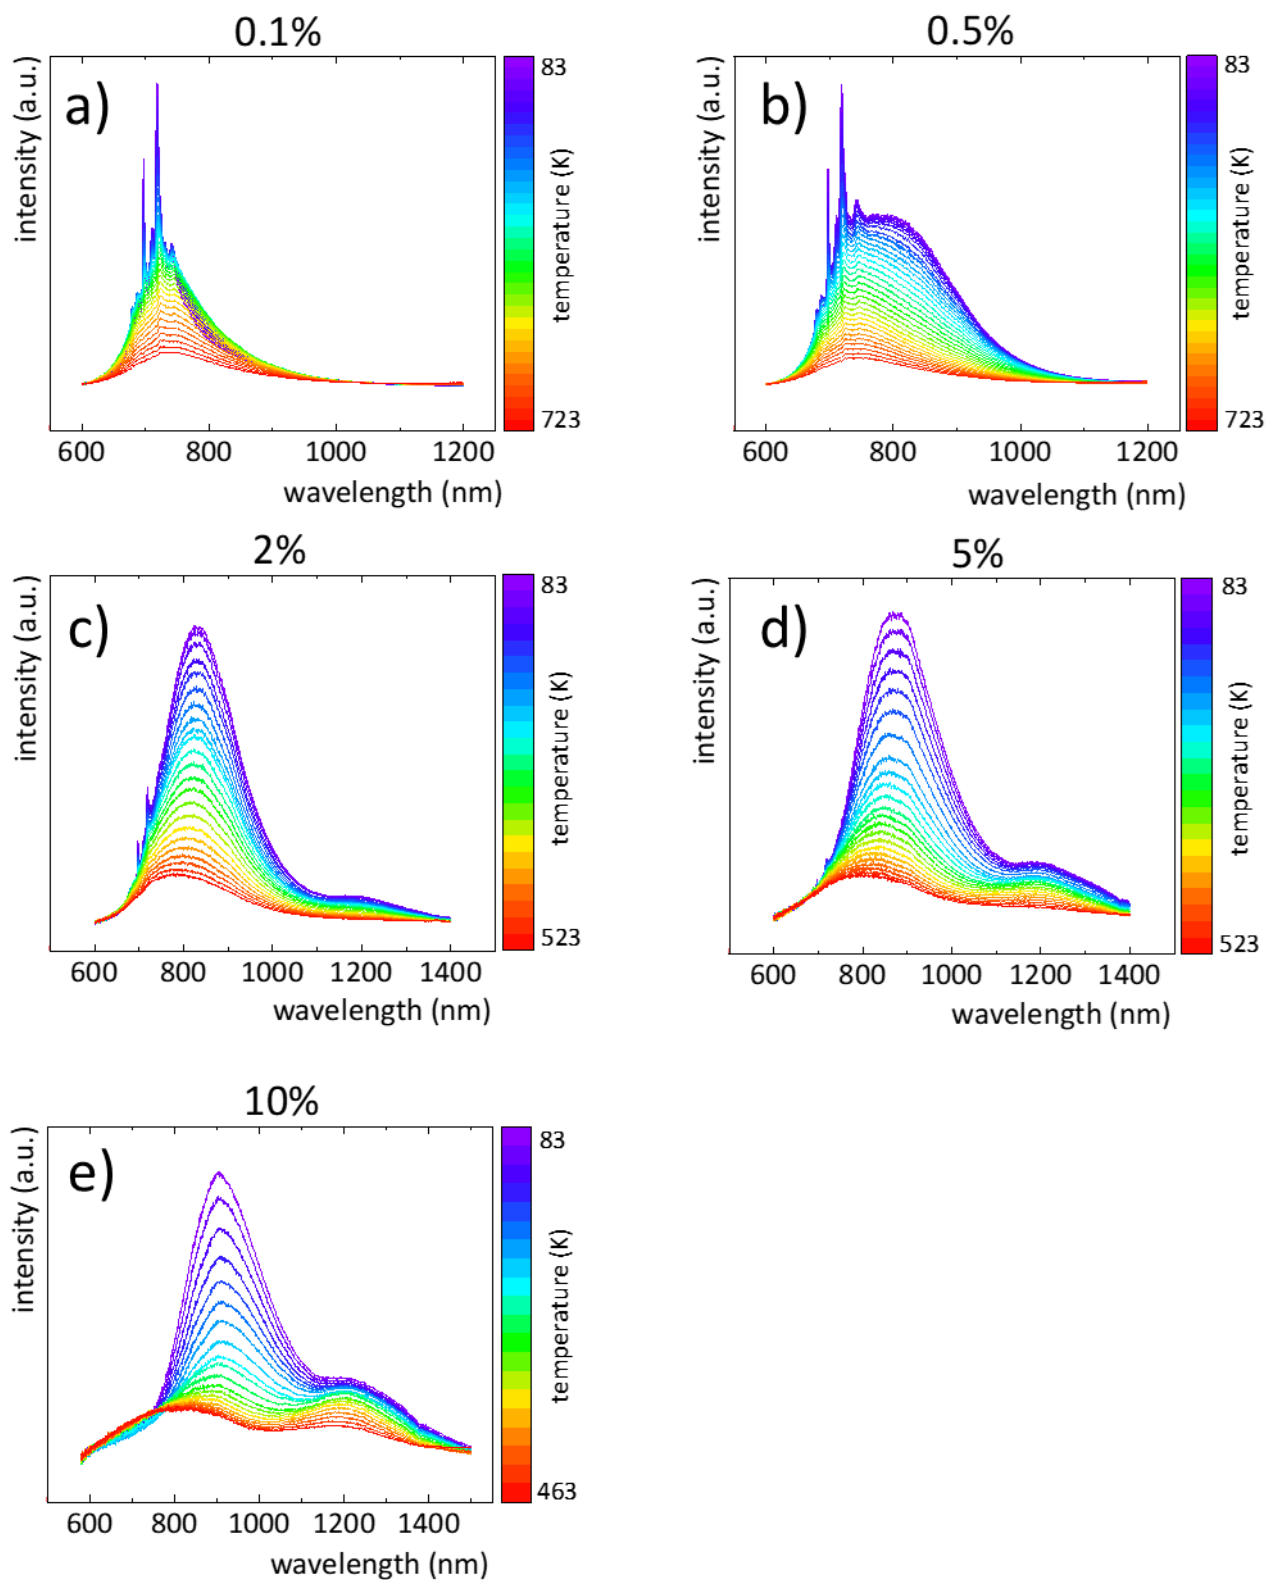 0.1%
a)
intensity (a.u.)
83
temperature (K)
723
600 800 1000 1200
wavelength (nm)
0.5%
b)
intensity (a.u.)
83
temperature (K)
723
600 800 1000 1200
wavelength (nm)
2%
c)
intensity (a.u.)
83
temperature (K)
523
600 800 1000 1200 1400
wavelength (nm)
5%
d)
intensity (a.u.)
83
temperature (K)
523
600 800 1000 1200 1400
wavelength (nm)
10%
e)
intensity (a.u.)
83
temperature (K)
463
600 800 1000 1200 1400
wavelength (nm)